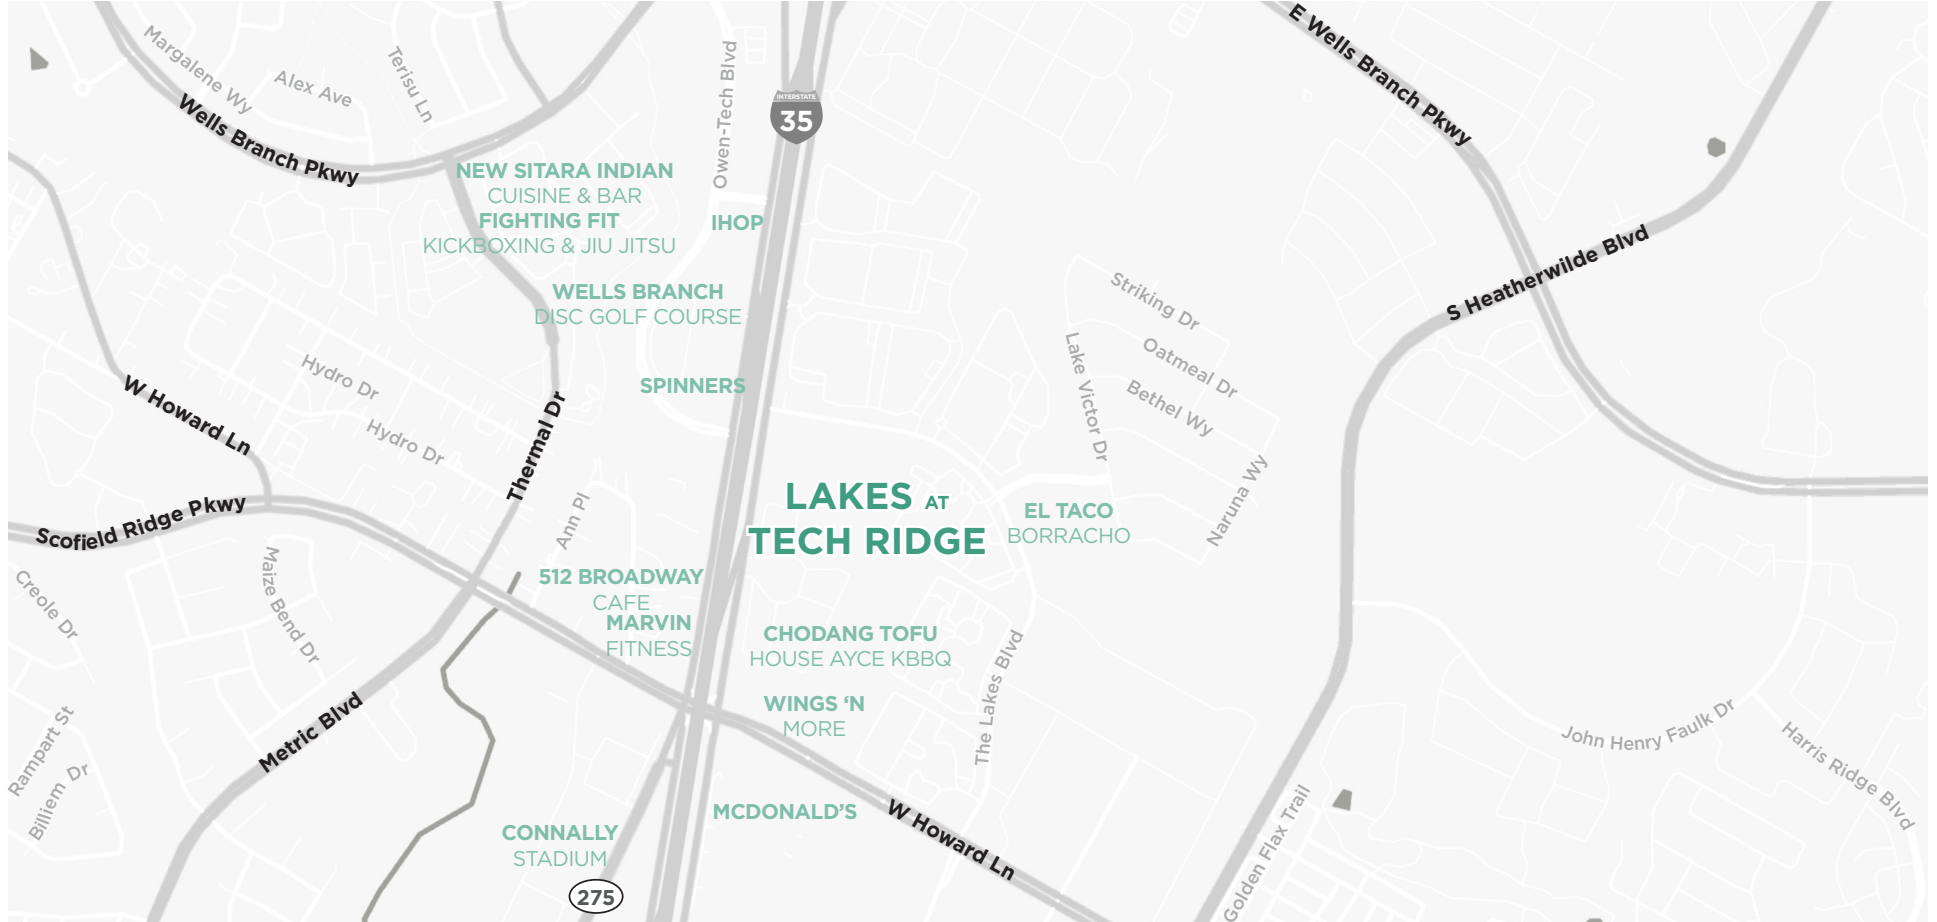 E Wells Branch Pkwy
Margalene Wy
Alex Ave
Terisu Ln
Owen-Tech Blvd
INTERSTATE
35
Wells Branch Pkwy
NEW SITARA INDIAN
CUISINE & BAR
FIGHTING FIT
KICKBOXING & JIU JITSU
IHOP
WELLS BRANCH
DISC GOLF COURSE
S Heatherwilde Blvd
Striking Dr
Oatmeal Dr
Bethel Wy
Lake Victor Dr
Naruna Wy
SPINNERS
Hydro Dr
Hydro Dr
W Howard Ln
Thermal Dr
Scofield Ridge Pkwy
Ann Pl
LAKES AT
TECH RIDGE
EL TACO
BORRACHO
Maize Bend Dr
Creole Dr
512 BROADWAY
CAFE
MARVIN
FITNESS
CHODANG TOFU
HOUSE AYCE KBBQ
WINGS ‘N
MORE
The Lakes Blvd
Metric Blvd
Rampart St
Billiem Dr
John Henry Faulk Dr
Harris Ridge Blvd
MCDONALD’S
W Howard Ln
CONNALLY
STADIUM
275
Golden Flax Trail